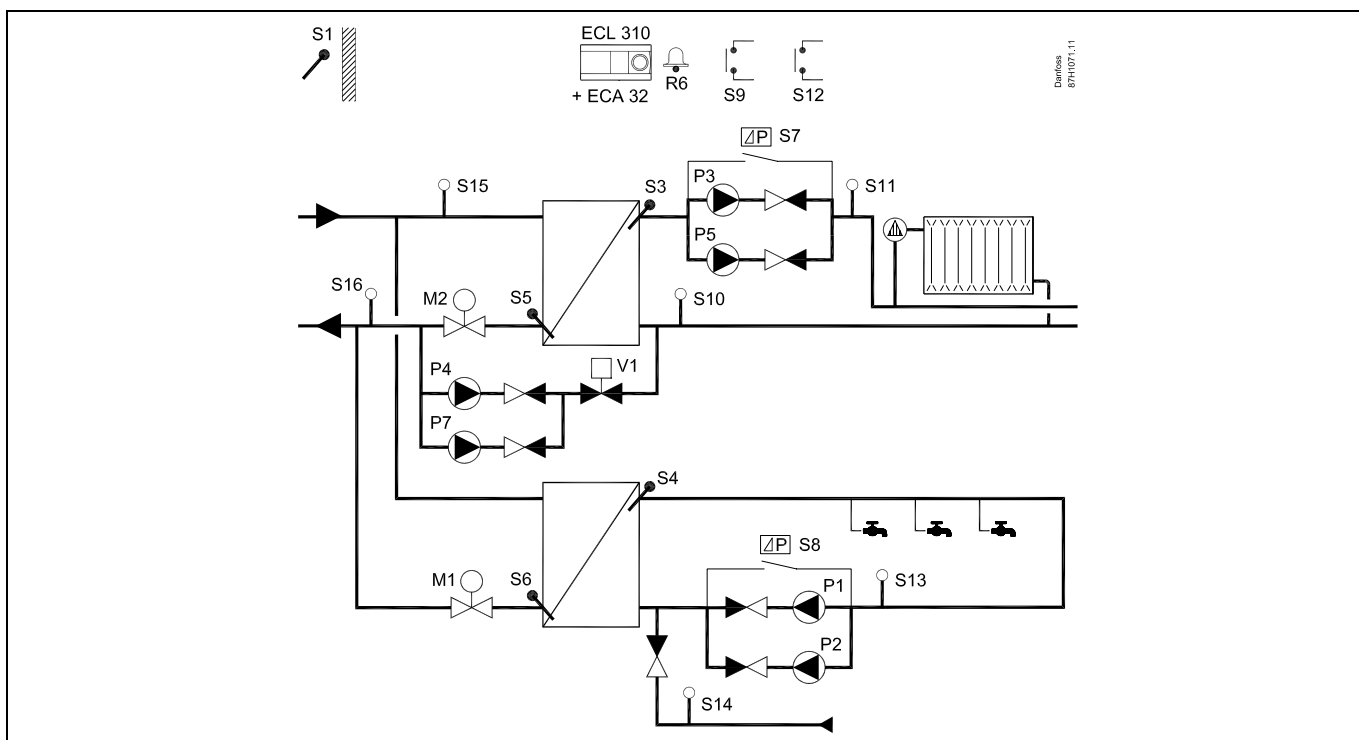 S1
ECL 310
+ ECA 32
R6
S9
S12
Danfoss
87H1071.11
P S7
S15
S3
P3
S11
P5
S16
M2
S5
S10
P4
V1
P7
S4
P S8
M1
S6
P1
S13
P2
S14